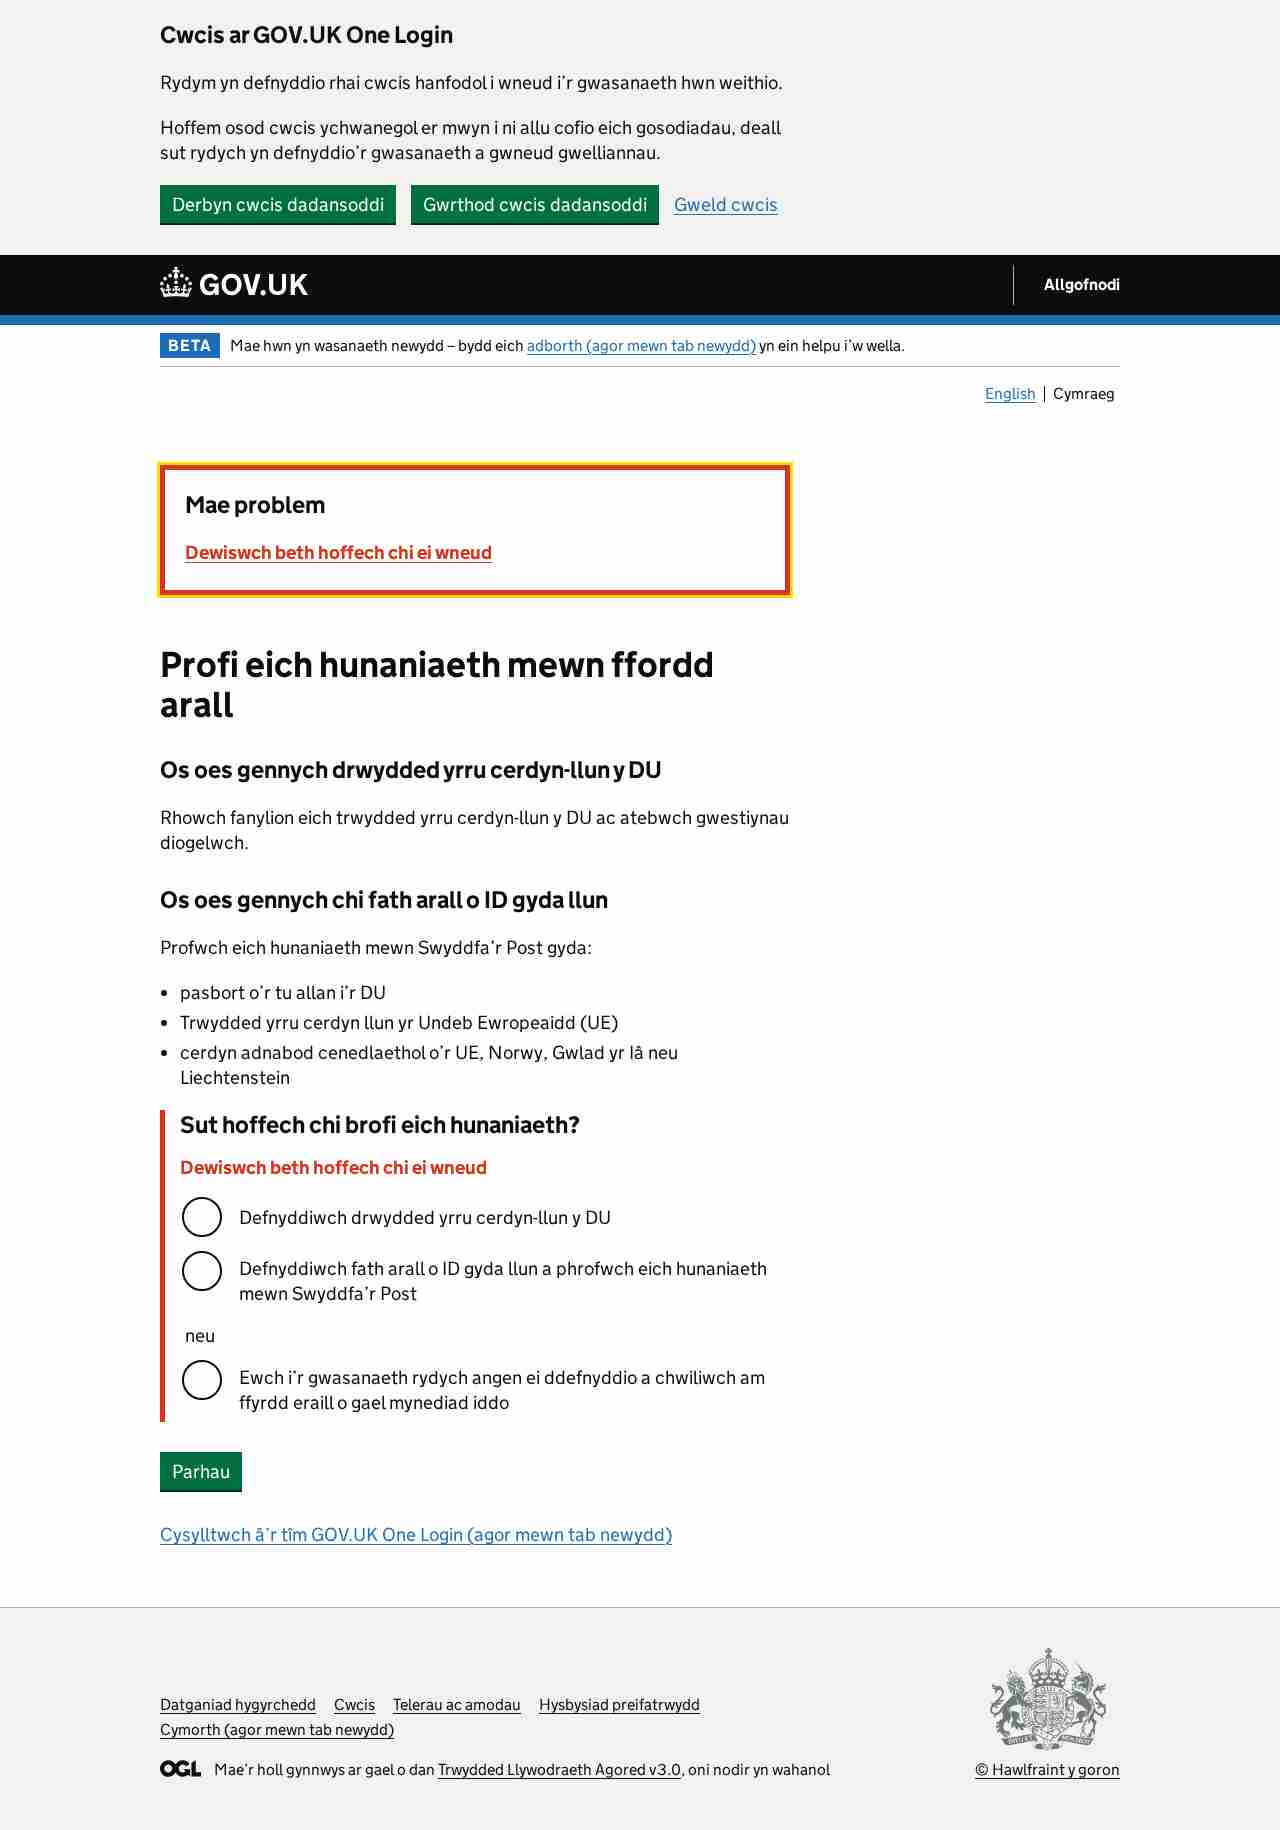 Cwcis ar GOV.UK One Login
Rydym yn defnyddio rhai cwcis hanfodol i wneud i’r gwasanaeth hwn weithio.
Hoffem osod cwcis ychwanegol er mwyn i ni allu cofio eich gosodiadau, deall
sut rydych yn defnyddio’r gwasanaeth a gwneud gwelliannau.
Derbyn cwcis dadansoddi Gwrthod cwcis dadansoddi Gweld cwcis
GOV.UK Allgofnodi
BETA Mae hwn yn wasanaeth newydd – bydd eich adborth (agor mewn tab newydd) yn ein helpu i’w wella.
English Cymraeg
Mae problem
Dewiswch beth hoffech chi ei wneud
Profi eich hunaniaeth mewn ffordd
arall
Os oes gennych drwydded yrru cerdyn-llun y DU
Rhowch fanylion eich trwydded yrru cerdyn-llun y DU ac atebwch gwestiynau
diogelwch.
Os oes gennych chi fath arall o ID gyda llun
Profwch eich hunaniaeth mewn Swyddfa’r Post gyda:
• pasbort o’r tu allan i’r DU
• Trwydded yrru cerdyn llun yr Undeb Ewropeaidd (UE)
• cerdyn adnabod cenedlaethol o’r UE, Norwy, Gwlad yr Iâ neu
Liechtenstein
Sut hoffech chi brofi eich hunaniaeth?
Dewiswch beth hoffech chi ei wneud
Defnyddiwch drwydded yrru cerdyn-llun y DU
Defnyddiwch fath arall o ID gyda llun a phrofwch eich hunaniaeth
mewn Swyddfa’r Post
neu
Ewch i’r gwasanaeth rydych angen ei ddefnyddio a chwiliwch am
ffyrdd eraill o gael mynediad iddo
Parhau
Cysylltwch â’r tîm GOV.UK One Login (agor mewn tab newydd)
Datganiad hygyrchedd Cwcis Telerau ac amodau Hysbysiad preifatrwydd
Cymorth (agor mewn tab newydd)
OGL Mae’r holl gynnwys ar gael o dan Trwydded Llywodraeth Agored v3.0, oni nodir yn wahanol
© Hawlfraint y goron